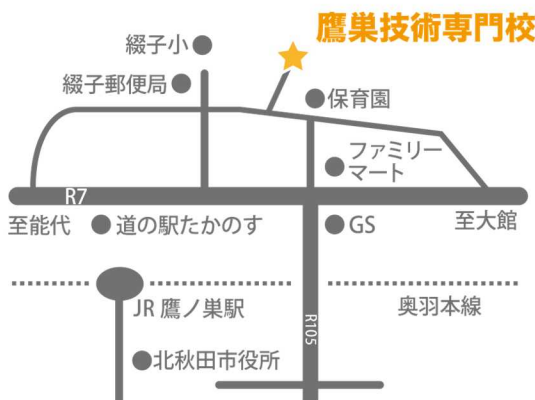 鷹巣技術専門校
綴子小
綴子郵便局
保育園
ファミリー
マート
R7
至能代
道の駅たかのす
GS
至大館
JR 鷹ノ巣駅
奥羽本線
R105
北秋田市役所